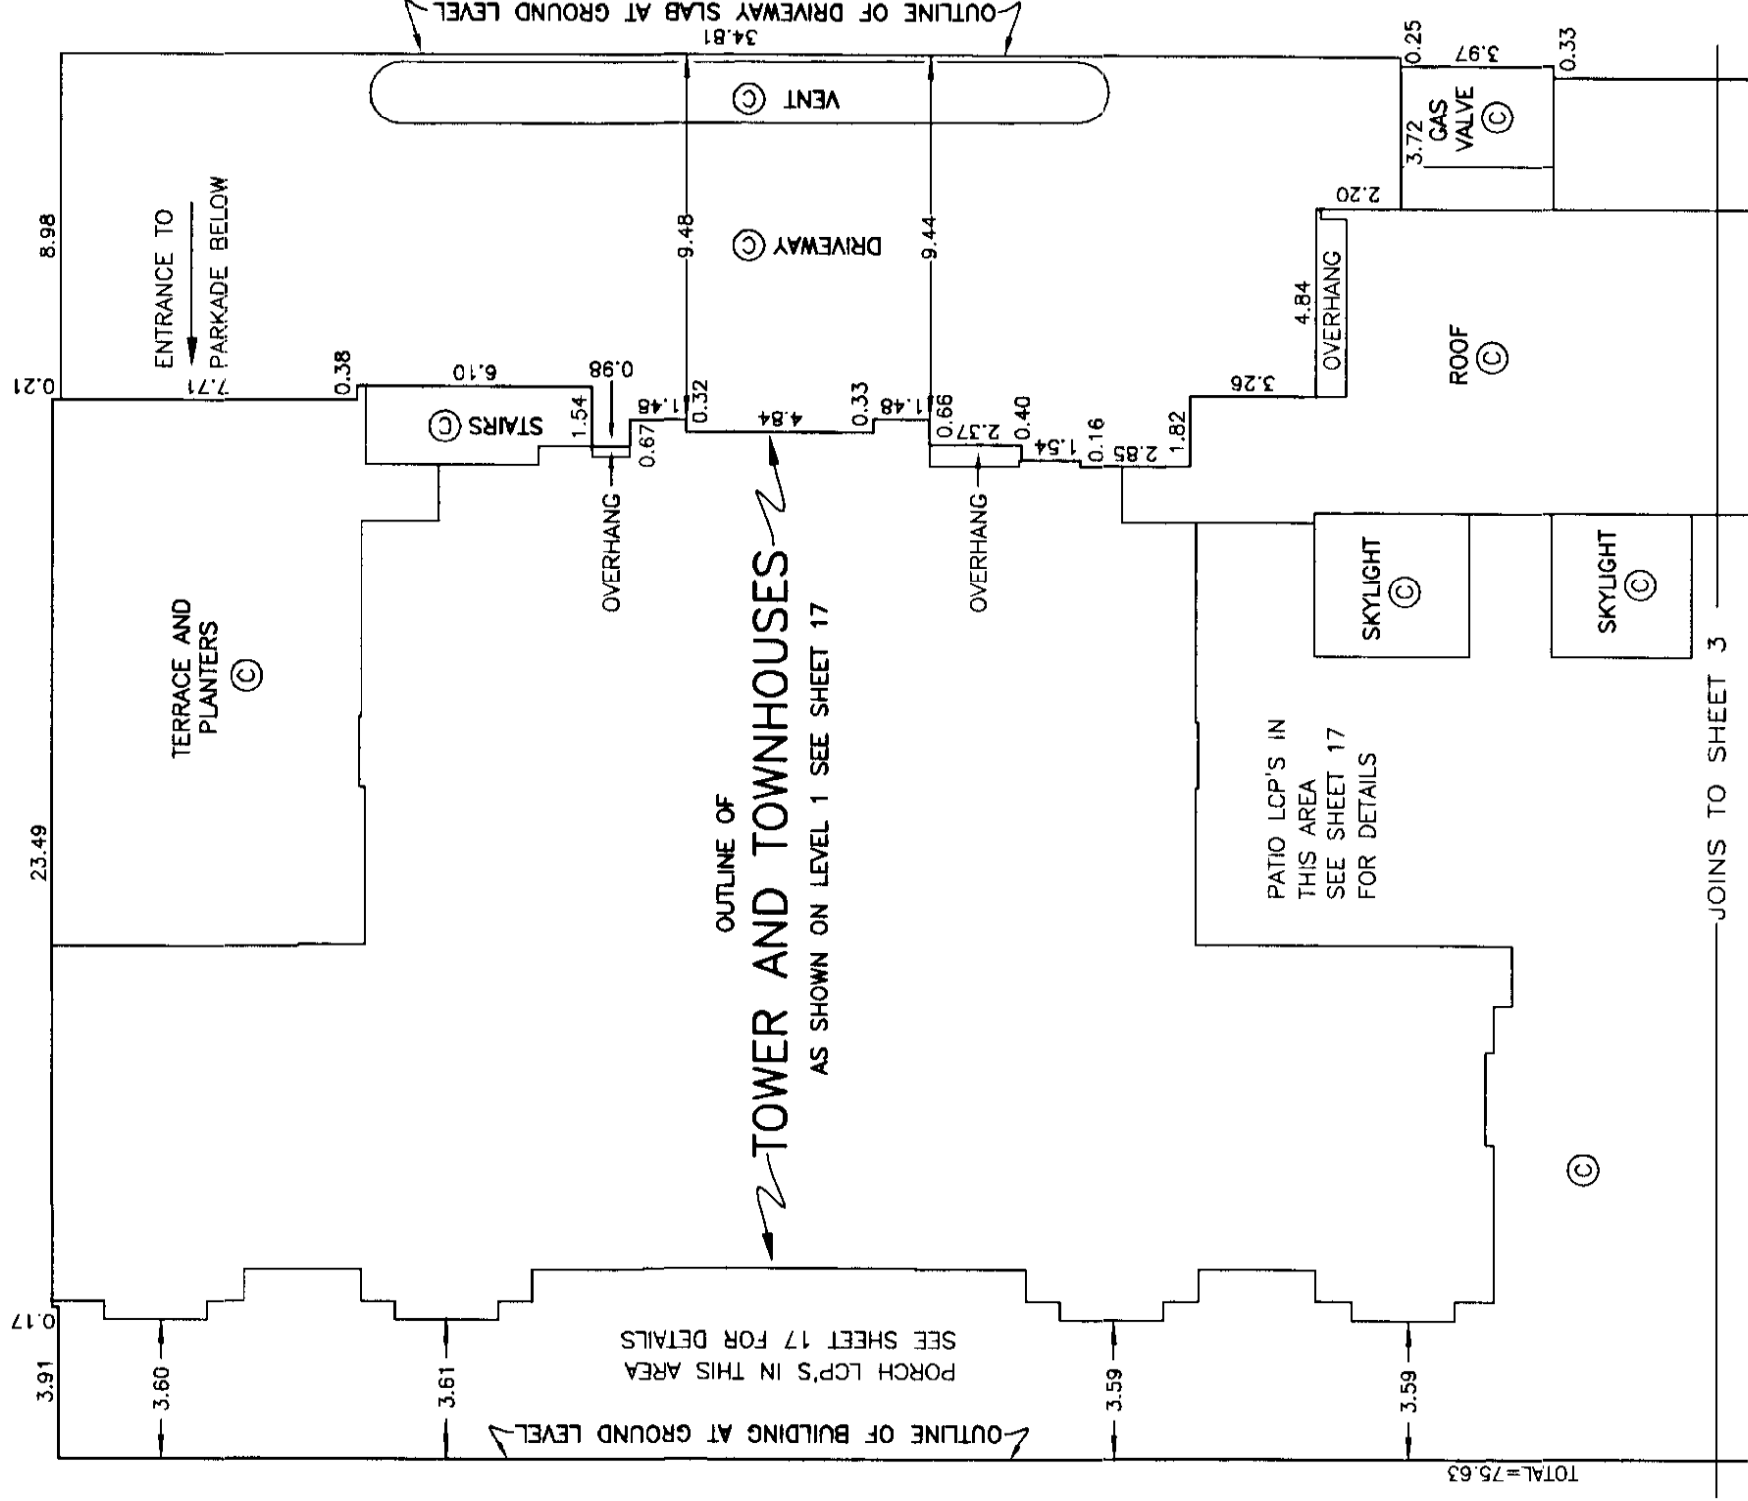 OUTLINE OF DRIVEWAY SLAB AT GROUND LEVEL
34.81
0.25
3.97
0.33
VENT Ⓒ
GAS
VALVE
Ⓒ
3.72
8.98
ENTRANCE TO
PARKADE BELOW
9.48
DRIVEWAY Ⓒ
9.44
2.20
4.84
OVERHANG
ROOF
Ⓒ
0.21
7.71
0.38
6.10
0.98
STAIRS Ⓒ
1.54
0.67
1.48
0.32
4.84
0.33
1.48
0.66
2.37
0.40
1.54
0.16
2.85
1.82
3.26
OVERHANG
OVERHANG
TERRACE AND
PLANTERS
Ⓒ
SKYLIGHT
Ⓒ
SKYLIGHT
Ⓒ
23.49
OUTLINE OF
TOWER AND TOWNHOUSES
AS SHOWN ON LEVEL 1 SEE SHEET 17
PATIO LCP'S IN
THIS AREA
SEE SHEET 17
FOR DETAILS
JOINS TO SHEET 3
Ⓒ
0.17
3.91
3.60
3.61
PORCH LCP'S IN THIS AREA
SEE SHEET 17 FOR DETAILS
3.59
3.59
OUTLINE OF BUILDING AT GROUND LEVEL
TOTAL=75.63